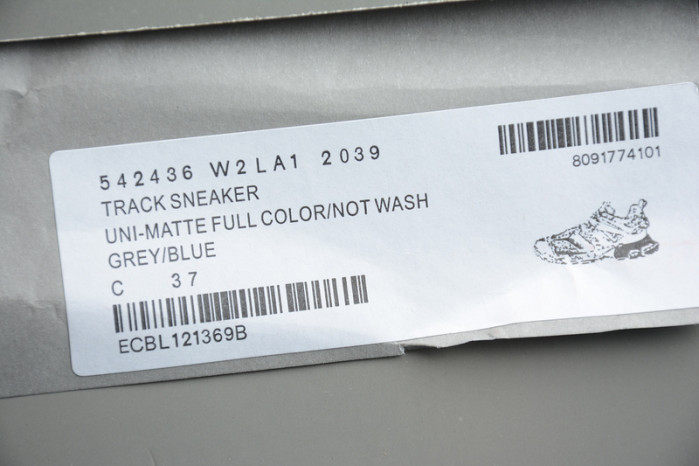 542436 W2LA1 2039
TRACK SNEAKER
UNI-MATTE FULL COLOR/NOT WASH
GREY/BLUE
C 37
ECBL121369B
8091774101